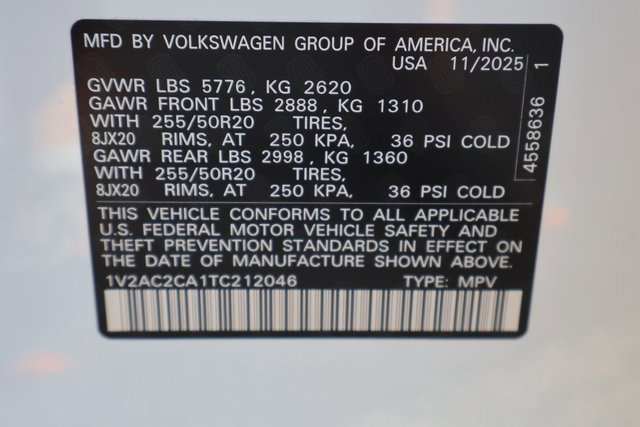 MFD BY VOLKSWAGEN GROUP OF AMERICA, INC.
USA 11/2025
GVWR LBS 5776, KG 2620
GAWR FRONT LBS 2888, KG 1310
WITH 255/50R20 TIRES,
8JX20 RIMS, AT 250 KPA, 36 PSI COLD
GAWR REAR LBS 2998, KG 1360
WITH 255/50R20 TIRES,
8JX20 RIMS, AT 250 KPA, 36 PSI COLD
THIS VEHICLE CONFORMS TO ALL APPLICABLE
U.S. FEDERAL MOTOR VEHICLE SAFETY AND
THEFT PREVENTION STANDARDS IN EFFECT ON
THE DATE OF MANUFACTURE SHOWN ABOVE.
1V2AC2CA1TC212046 TYPE: MPV
4558636 1